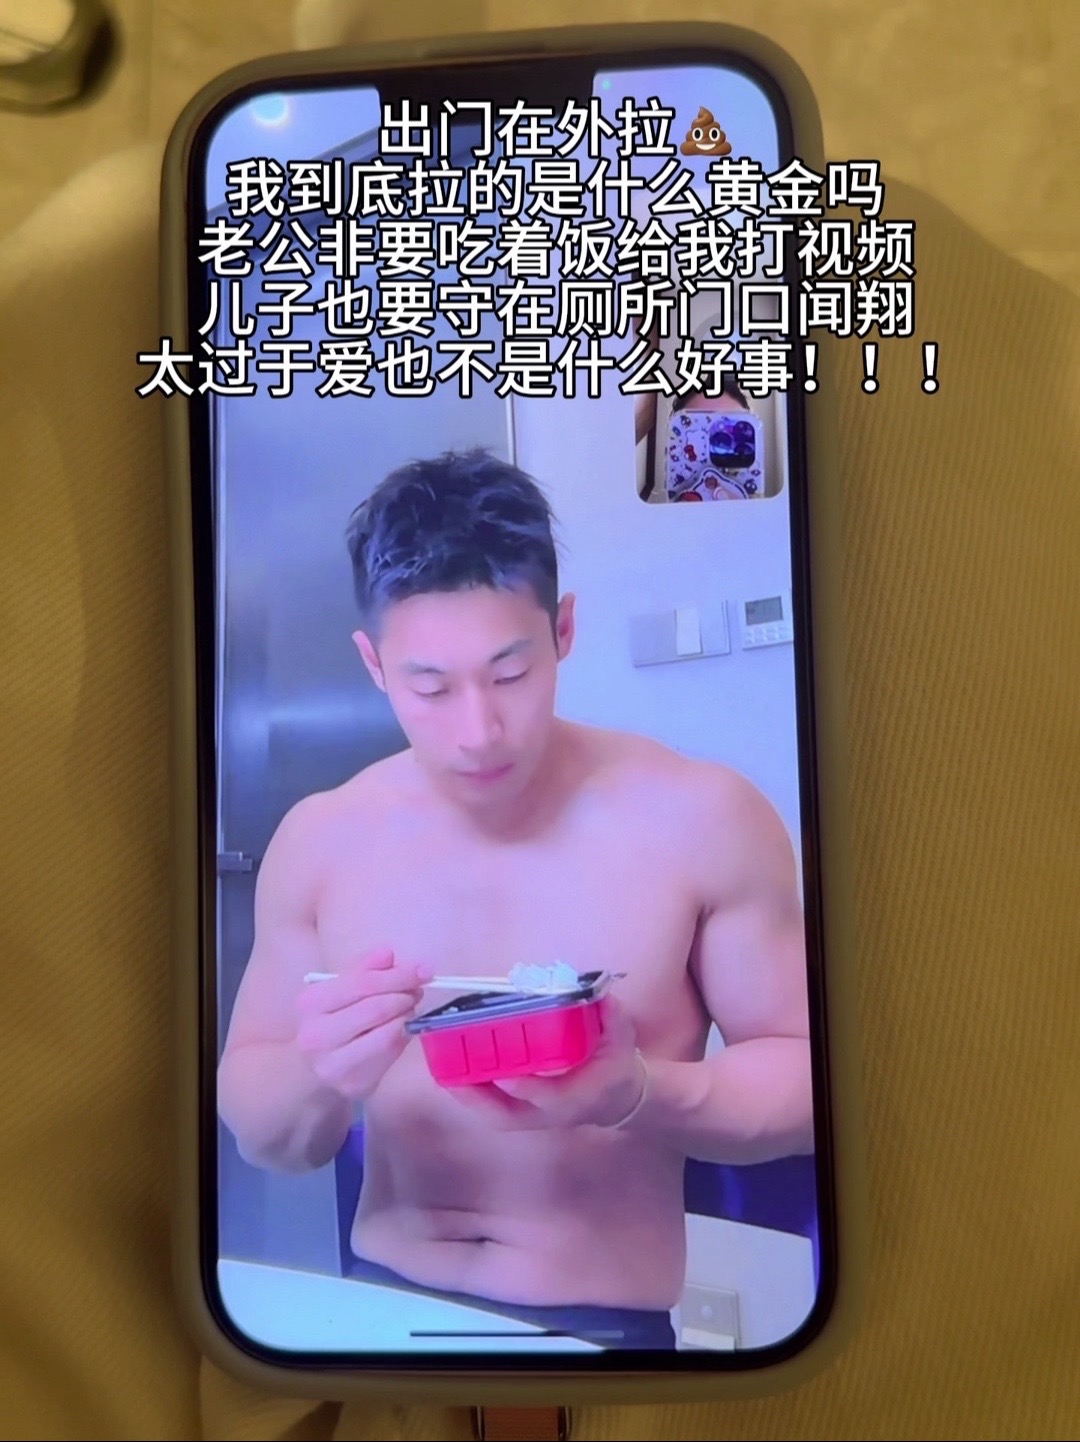 出门在外拉💩
我到底拉的是什么黄金吗
老公非要吃着饭给我打视频
儿子也要守在厕所门口闻翔
太过于爱也不是什么好事！！！